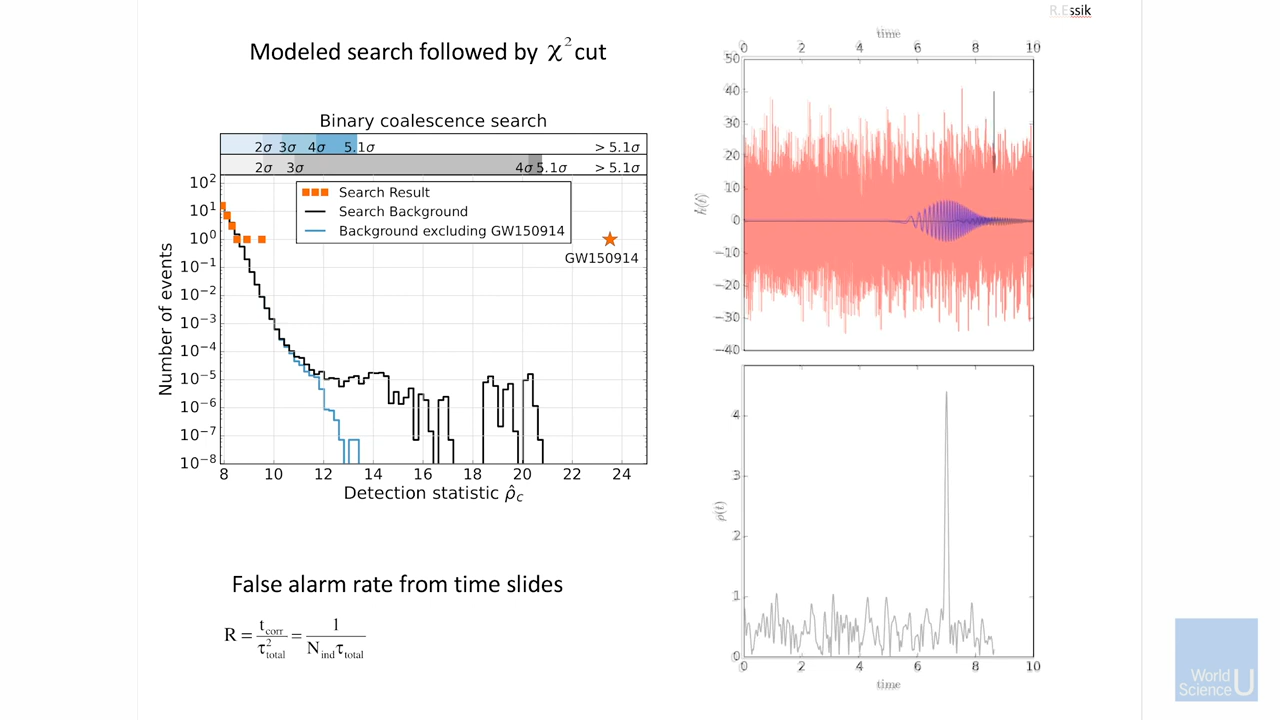 R.Essik
Modeled search followed by χ² cut
Binary coalescence search
2σ 3σ 4σ 5.1σ > 5.1σ
2σ 3σ 4σ 5.1σ > 5.1σ
Search Result
Search Background
Background excluding GW150914
GW150914
10²
10¹
10⁰
10⁻¹
10⁻²
10⁻³
10⁻⁴
10⁻⁵
10⁻⁶
10⁻⁷
10⁻⁸
Number of events
8 10 12 14 16 18 20 22 24
Detection statistic ρ̂c
False alarm rate from time slides
R = t_corr / τ²_total = 1 / (N_ind τ_total)
time
0 2 4 6 8 10
50
40
30
20
10
0
−10
−20
−30
−40
h(t)
4
3
2
1
0
ρ(t)
0 2 4 6 8 10
time
World
Science U